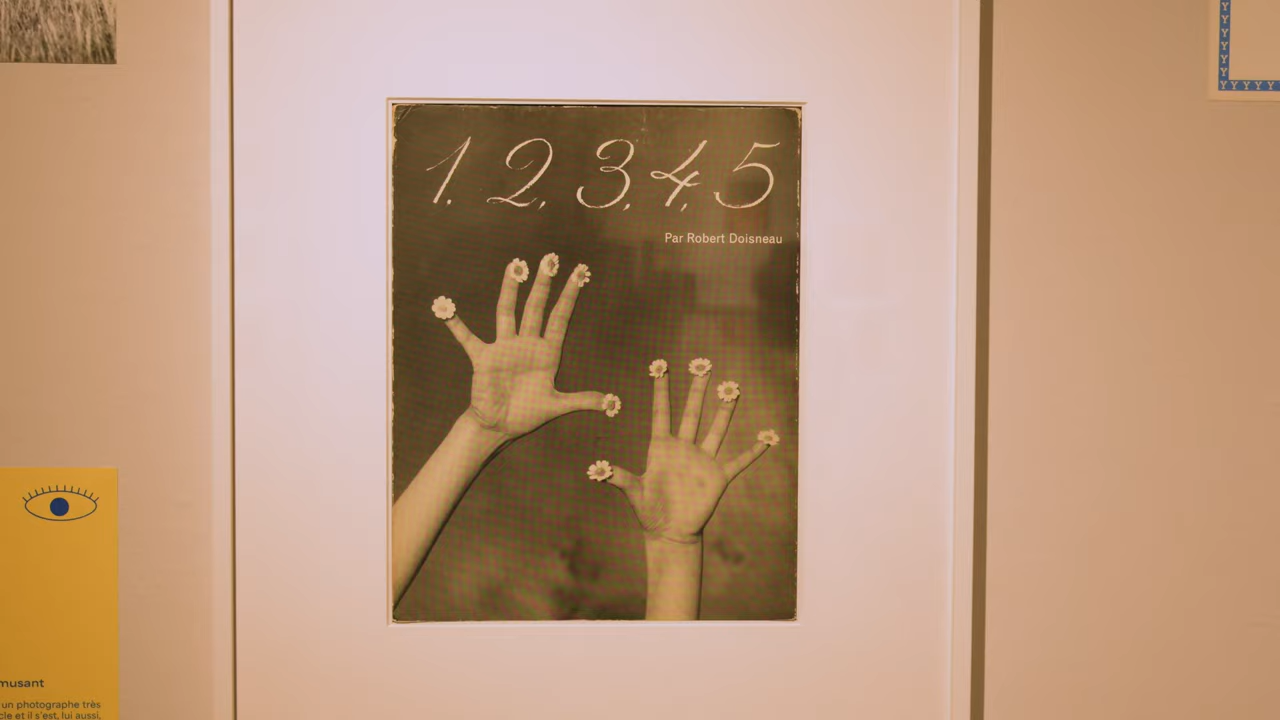 1. 2, 3, 4, 5
Par Robert Doisneau
musant
un photographe très
cle et il s'est, lui aussi,
Y
Y
Y
Y
Y
Y
Y Y Y Y Y